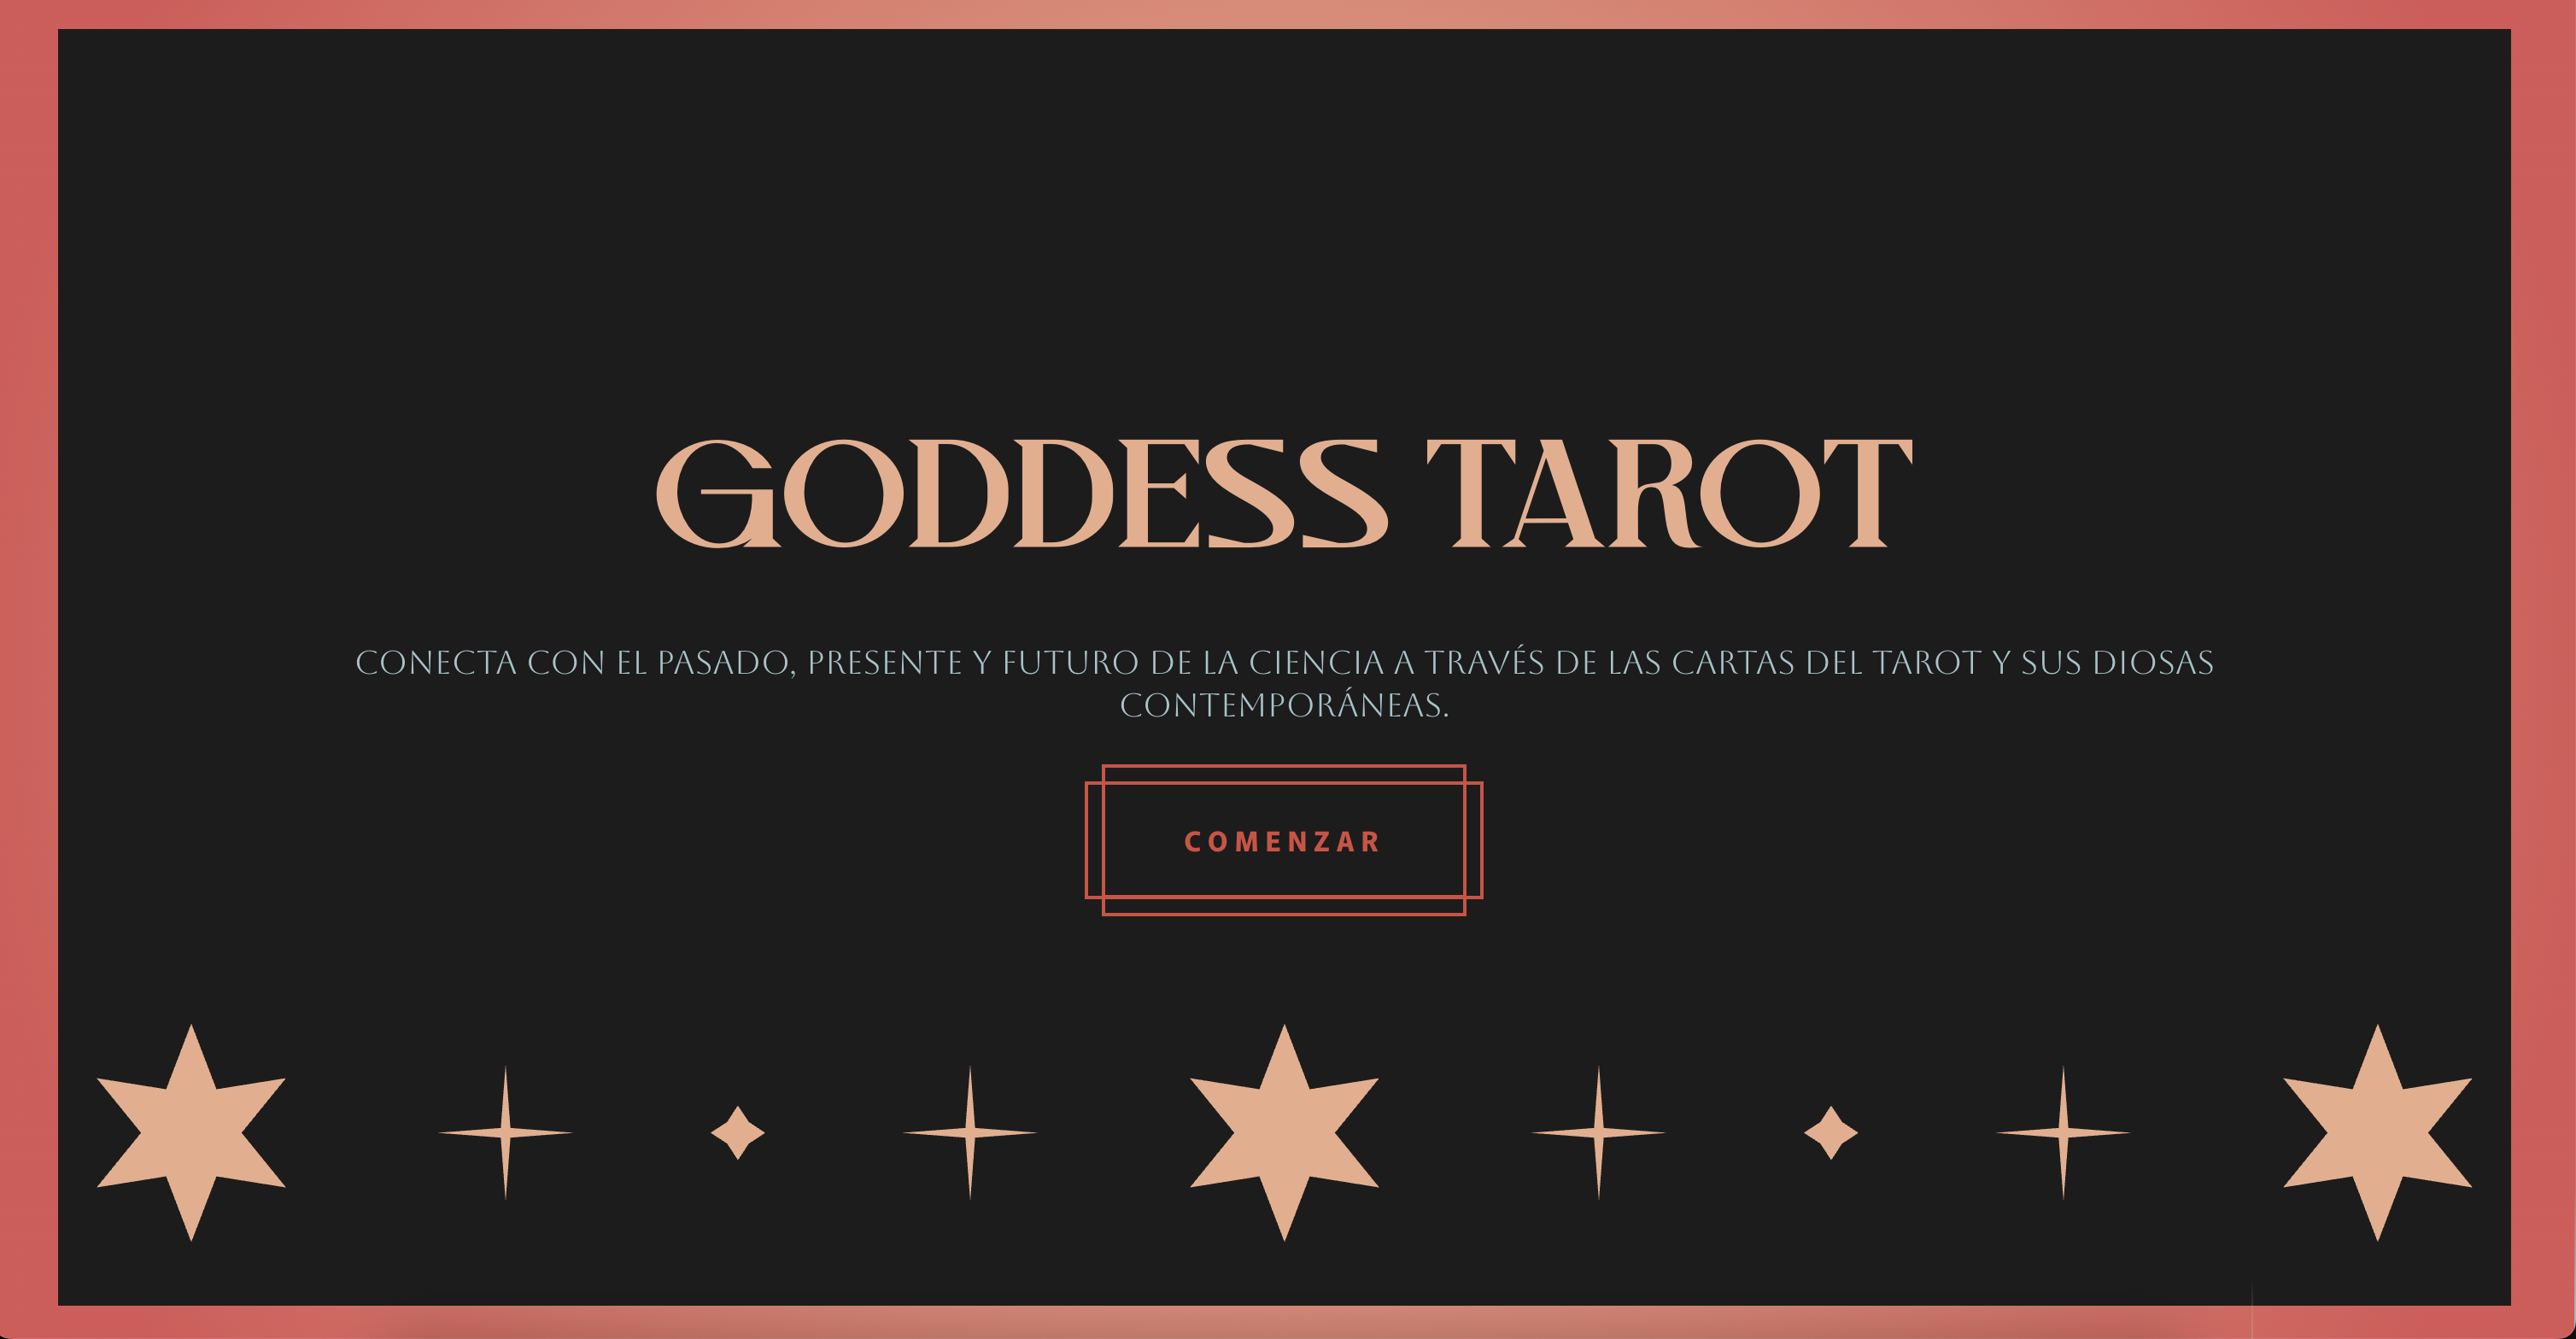 GODDESS TAROT
CONECTA CON EL PASADO, PRESENTE Y FUTURO DE LA CIENCIA A TRAVÉS DE LAS CARTAS DEL TAROT Y SUS DIOSAS
CONTEMPORÁNEAS.
COMENZAR